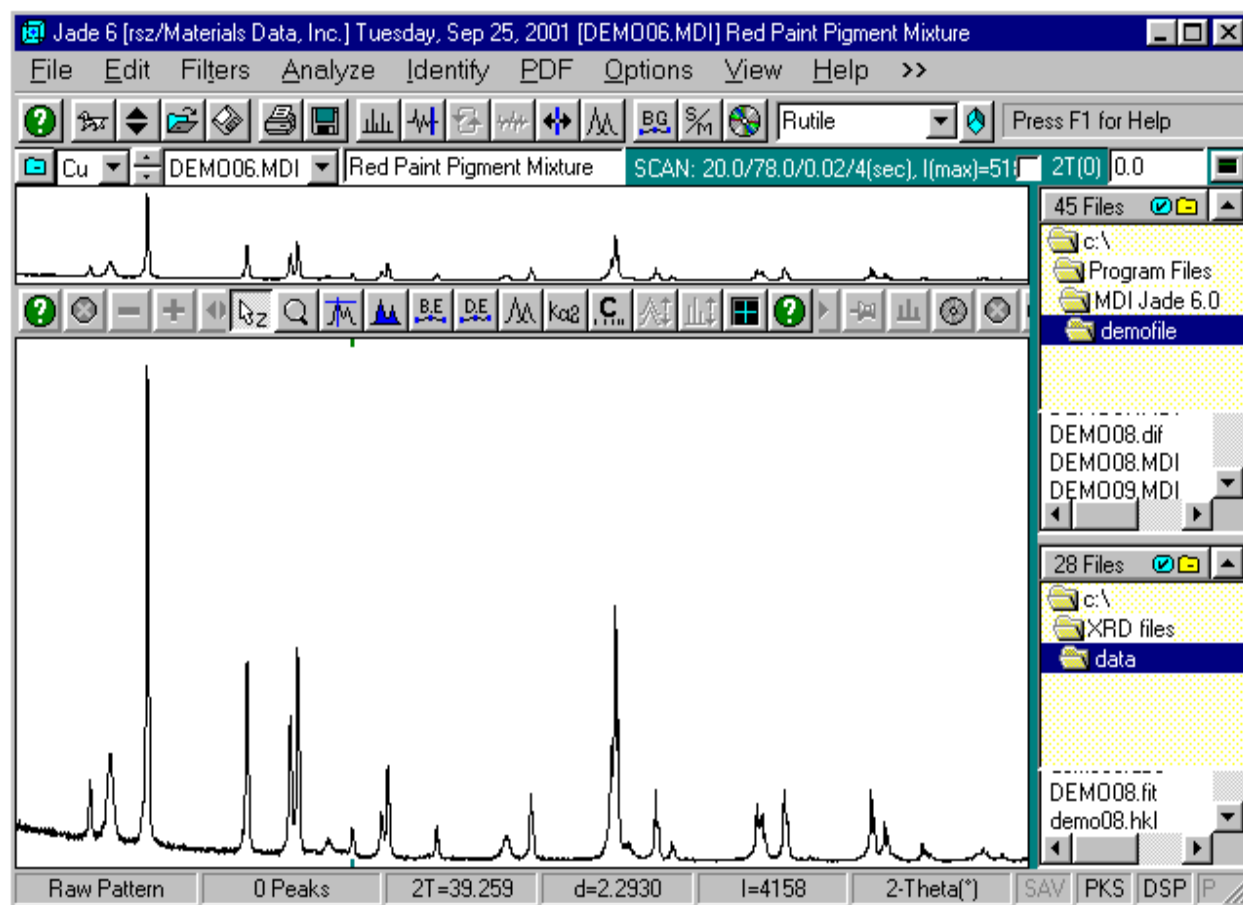 Jade 6 [rsz/Materials Data, Inc.] Tuesday, Sep 25, 2001 [DEMO06.MDI] Red Paint Pigment Mixture
File Edit Filters Analyze Identify PDF Options View Help >>
BG S/M Rutile Press F1 for Help
Cu DEMO06.MDI Red Paint Pigment Mixture SCAN: 20.0/78.0/0.02/4(sec), I(max)=51 2T(0) 0.0
45 Files
c:\
Program Files
MDI Jade 6.0
demofile
DEMO08.dif
DEMO08.MDI
DEMO09.MDI
Z B.E D.E kα2 C
28 Files
c:\
XRD files
data
DEMO08.fit
demo08.hkl
Raw Pattern 0 Peaks 2T=39.259 d=2.2930 I=4158 2-Theta(°) SAV PKS DSP P